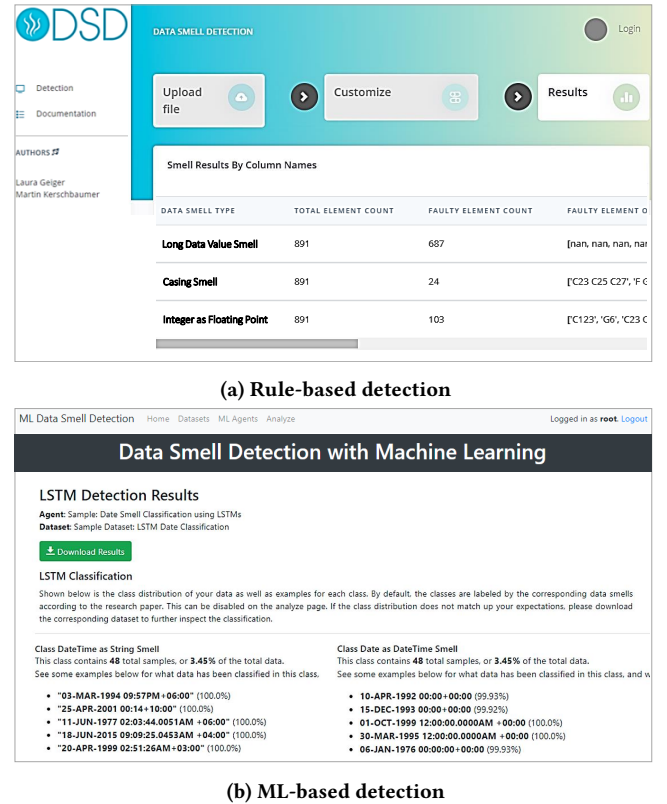 DSD
DATA SMELL DETECTION
Login
Detection
Documentation
AUTHORS
Laura Geiger
Martin Kerschbaumer
Upload
file
Customize
Results
Smell Results By Column Names
DATA SMELL TYPE TOTAL ELEMENT COUNT FAULTY ELEMENT COUNT FAULTY ELEMENT O
Long Data Value Smell 891 687 [nan, nan, nan, nar
Casing Smell 891 24 ['C23 C25 C27', 'F G
Integer as Floating Point 891 103 ['C123', 'G6', 'C23 C
(a) Rule-based detection
ML Data Smell Detection Home Datasets ML Agents Analyze Logged in as root. Logout
Data Smell Detection with Machine Learning
LSTM Detection Results
Agent: Sample: Date Smell Classification using LSTMs
Dataset: Sample Dataset: LSTM Date Classification
Download Results
LSTM Classification
Shown below is the class distribution of your data as well as examples for each class. By default, the classes are labeled by the corresponding data smells
according to the research paper. This can be disabled on the analyze page. If the class distribution does not match up your expectations, please download
the corresponding dataset to further inspect the classification.
Class DateTime as String Smell
This class contains 48 total samples, or 3.45% of the total data.
See some examples below for what data has been classified in this class,
• "03-MAR-1994 09:57PM+06:00" (100.0%)
• "25-APR-2001 00:14+10:00" (100.0%)
• "11-JUN-1977 02:03:44.0051AM +06:00" (100.0%)
• "18-JUN-2015 09:09:25.0453AM +04:00" (100.0%)
• "20-APR-1999 02:51:26AM+03:00" (100.0%)
Class Date as DateTime Smell
This class contains 48 total samples, or 3.45% of the total data.
See some examples below for what data has been classified in this class, and w
• 10-APR-1992 00:00+00:00 (99.93%)
• 15-DEC-1993 00:00+00:00 (99.92%)
• 01-OCT-1999 12:00:00.0000AM +00:00 (100.0%)
• 30-MAR-1995 12:00:00.0000AM +00:00 (100.0%)
• 06-JAN-1976 00:00:00+00:00 (99.93%)
(b) ML-based detection